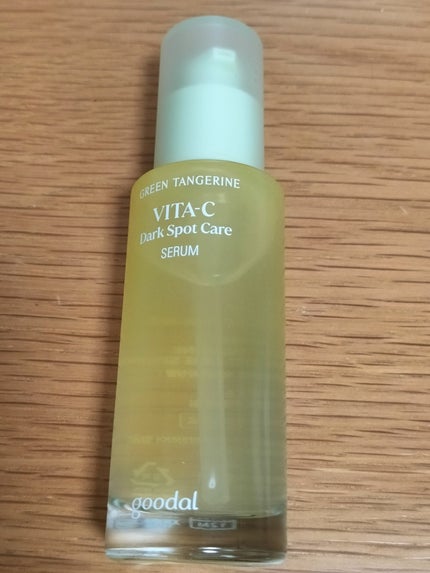 GREEN TANGERINE
VITA-C
Dark Spot Care
SERUM
goodal